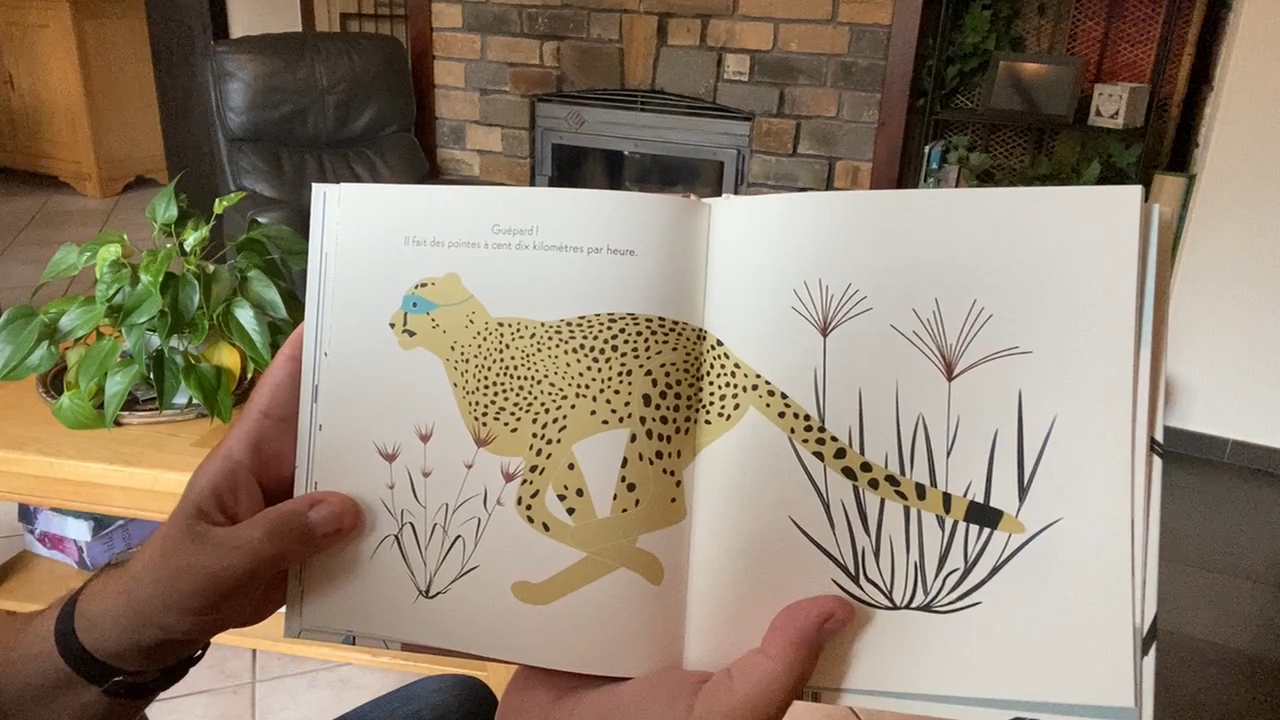 Guépard !
Il fait des pointes à cent dix kilomètres par heure.